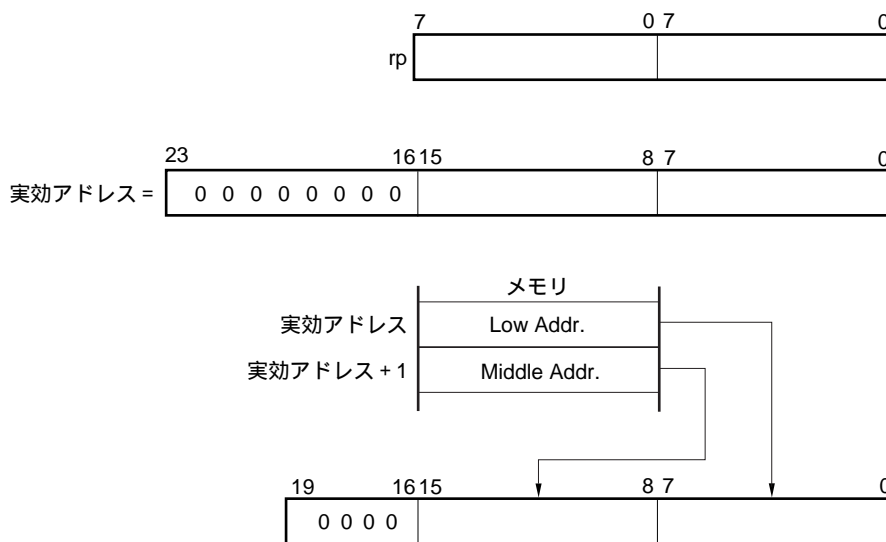 7 0 7 0
rp
23 16 15 8 7 0
実効アドレス = 0 0 0 0 0 0 0 0
メモリ
実効アドレス Low Addr.
実効アドレス + 1 Middle Addr.
19 16 15 8 7 0
0 0 0 0